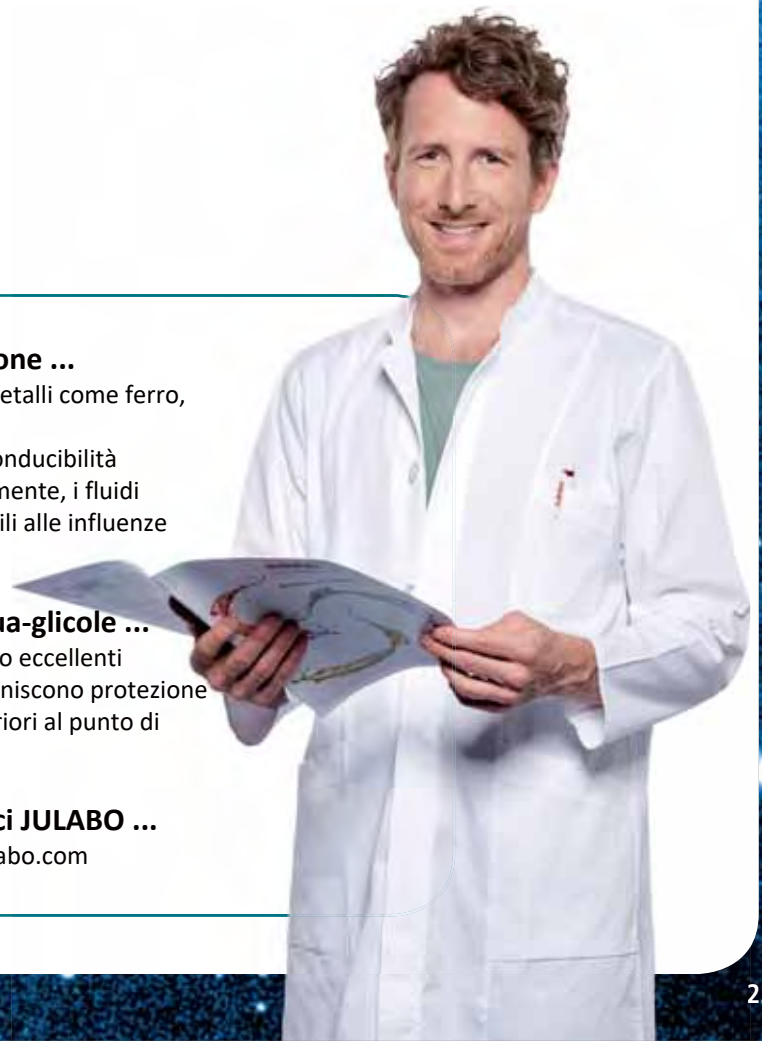 one ...
etalli come ferro,
onducibilità
mente, i fluidi
ili alle influenze
ua-glicole ...
o eccellenti
niscono protezione
riori al punto di
ci JULABO ...
abo.com